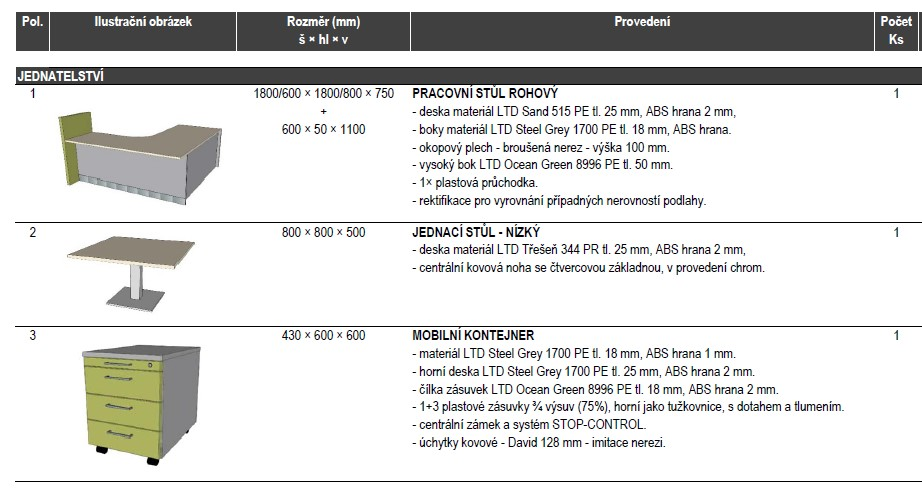 Pol. Ilustrační obrázek Rozměr (mm) Provedení Počet
š × hl × v Ks
JEDNATELSTVÍ
1 1800/600 × 1800/800 × 750 PRACOVNÍ STŮL ROHOVÝ 1
+ - deska materiál LTD Sand 515 PE tl. 25 mm, ABS hrana 2 mm,
600 × 50 × 1100 - boky materiál LTD Steel Grey 1700 PE tl. 18 mm, ABS hrana.
- okopový plech - broušená nerez - výška 100 mm.
- vysoký bok LTD Ocean Green 8996 PE tl. 50 mm.
- 1× plastová průchodka.
- rektifikace pro vyrovnání případných nerovností podlahy.
2 800 × 800 × 500 JEDNACÍ STŮL - NÍZKÝ 1
- deska materiál LTD Třešeň 344 PR tl. 25 mm, ABS hrana 2 mm,
- centrální kovová noha se čtvercovou základnou, v provedení chrom.
3 430 × 600 × 600 MOBILNÍ KONTEJNER 1
- materiál LTD Steel Grey 1700 PE tl. 18 mm, ABS hrana 1 mm.
- horní deska LTD Steel Grey 1700 PE tl. 25 mm, ABS hrana 2 mm.
- čílka zásuvek LTD Ocean Green 8996 PE tl. 18 mm, ABS hrana 2 mm.
- 1+3 plastové zásuvky ¾ výsuv (75%), horní jako tužkovnice, s dotahem a tlumením.
- centrální zámek a systém STOP-CONTROL.
- úchytky kovové - David 128 mm - imitace nerezi.